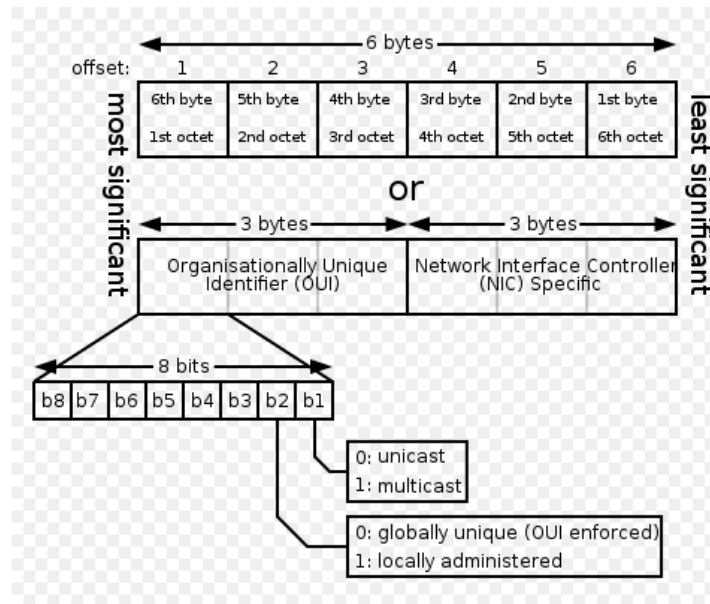 6 bytes
offset: 1 2 3 4 5 6
6th byte 5th byte 4th byte 3rd byte 2nd byte 1st byte
1st octet 2nd octet 3rd octet 4th octet 5th octet 6th octet
most significant
least significant
or
3 bytes 3 bytes
Organisationally Unique
Identifier (OUI)
Network Interface Controller
(NIC) Specific
8 bits
b8 b7 b6 b5 b4 b3 b2 b1
0: unicast
1: multicast
0: globally unique (OUI enforced)
1: locally administered